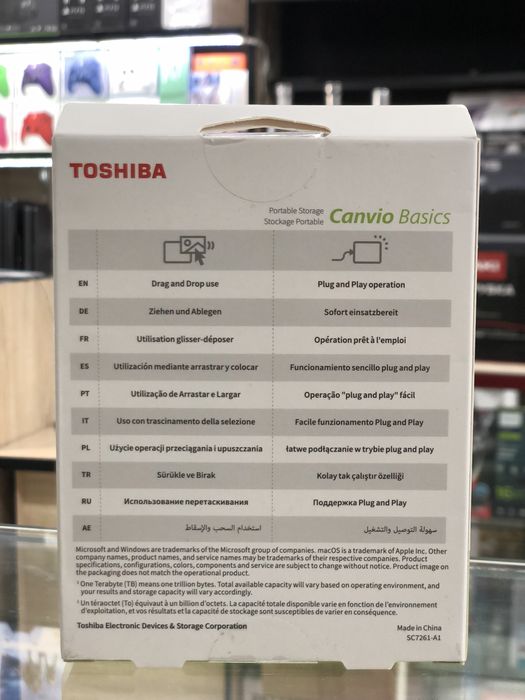 TOSHIBA
Portable Storage
Stockage Portable
Canvio Basics
EN Drag and Drop use Plug and Play operation
DE Ziehen und Ablegen Sofort einsatzbereit
FR Utilisation glisser-déposer Opération prêt à l'emploi
ES Utilización mediante arrastrar y colocar Funcionamiento sencillo plug and play
PT Utilização de Arrastar e Largar Operação "plug and play" fácil
IT Uso con trascinamento della selezione Facile funzionamento Plug and Play
PL Użycie operacji przeciągania i upuszczania łatwe podłączanie w trybie plug and play
TR Sürükle ve Bırak Kolay tak çalıştır özelliği
RU Использование перетаскивания Поддержка Plug and Play
AE استخدام السحب والإسقاط سهولة التوصيل والتشغيل
Microsoft and Windows are trademarks of the Microsoft group of companies. macOS is a trademark of Apple Inc. Other
company names, product names, and service names may be trademarks of their respective companies. Product
specifications, configurations, colors, components and service are subject to change without notice. Product image on
the packaging does not match the operational product.
¹ One Terabyte (TB) means one trillion bytes. Total available capacity will vary based on operating environment, and
your results and storage capacity will vary accordingly.
¹ Un téraoctet (To) équivaut à un billion d'octets. La capacité totale disponible varie en fonction de l'environnement
d'exploitation, et vos résultats et la capacité de stockage sont susceptibles de varier en conséquence.
Toshiba Electronic Devices & Storage Corporation
Made in China
SC7261-A1